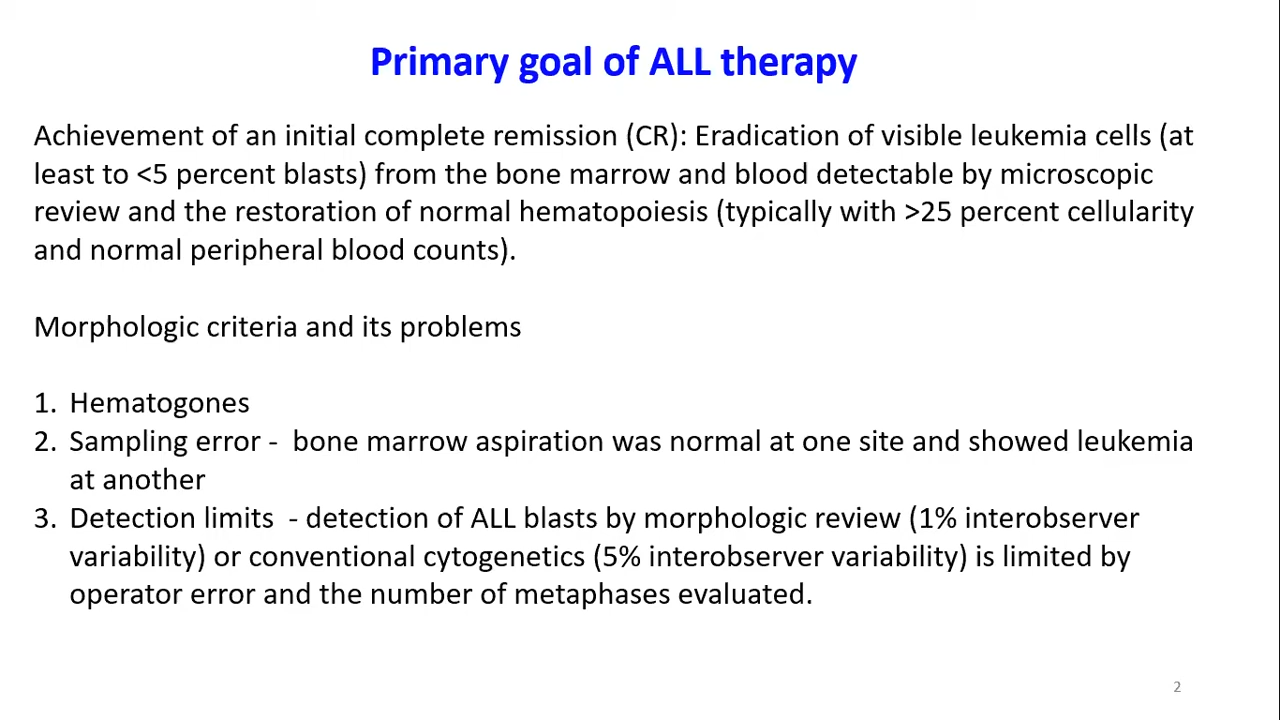 Primary goal of ALL therapy
Achievement of an initial complete remission (CR): Eradication of visible leukemia cells (at
least to <5 percent blasts) from the bone marrow and blood detectable by microscopic
review and the restoration of normal hematopoiesis (typically with >25 percent cellularity
and normal peripheral blood counts).
Morphologic criteria and its problems
1. Hematogones
2. Sampling error -  bone marrow aspiration was normal at one site and showed leukemia
at another
3. Detection limits  - detection of ALL blasts by morphologic review (1% interobserver
variability) or conventional cytogenetics (5% interobserver variability) is limited by
operator error and the number of metaphases evaluated.
2